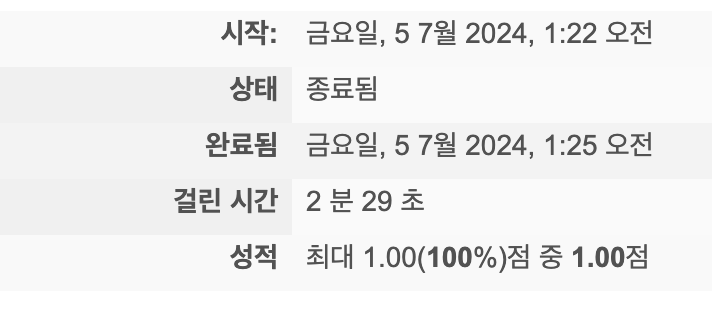 시작: 금요일, 5 7월 2024, 1:22 오전
상태 종료됨
완료됨 금요일, 5 7월 2024, 1:25 오전
걸린 시간 2 분 29 초
성적 최대 1.00(100%)점 중 1.00점